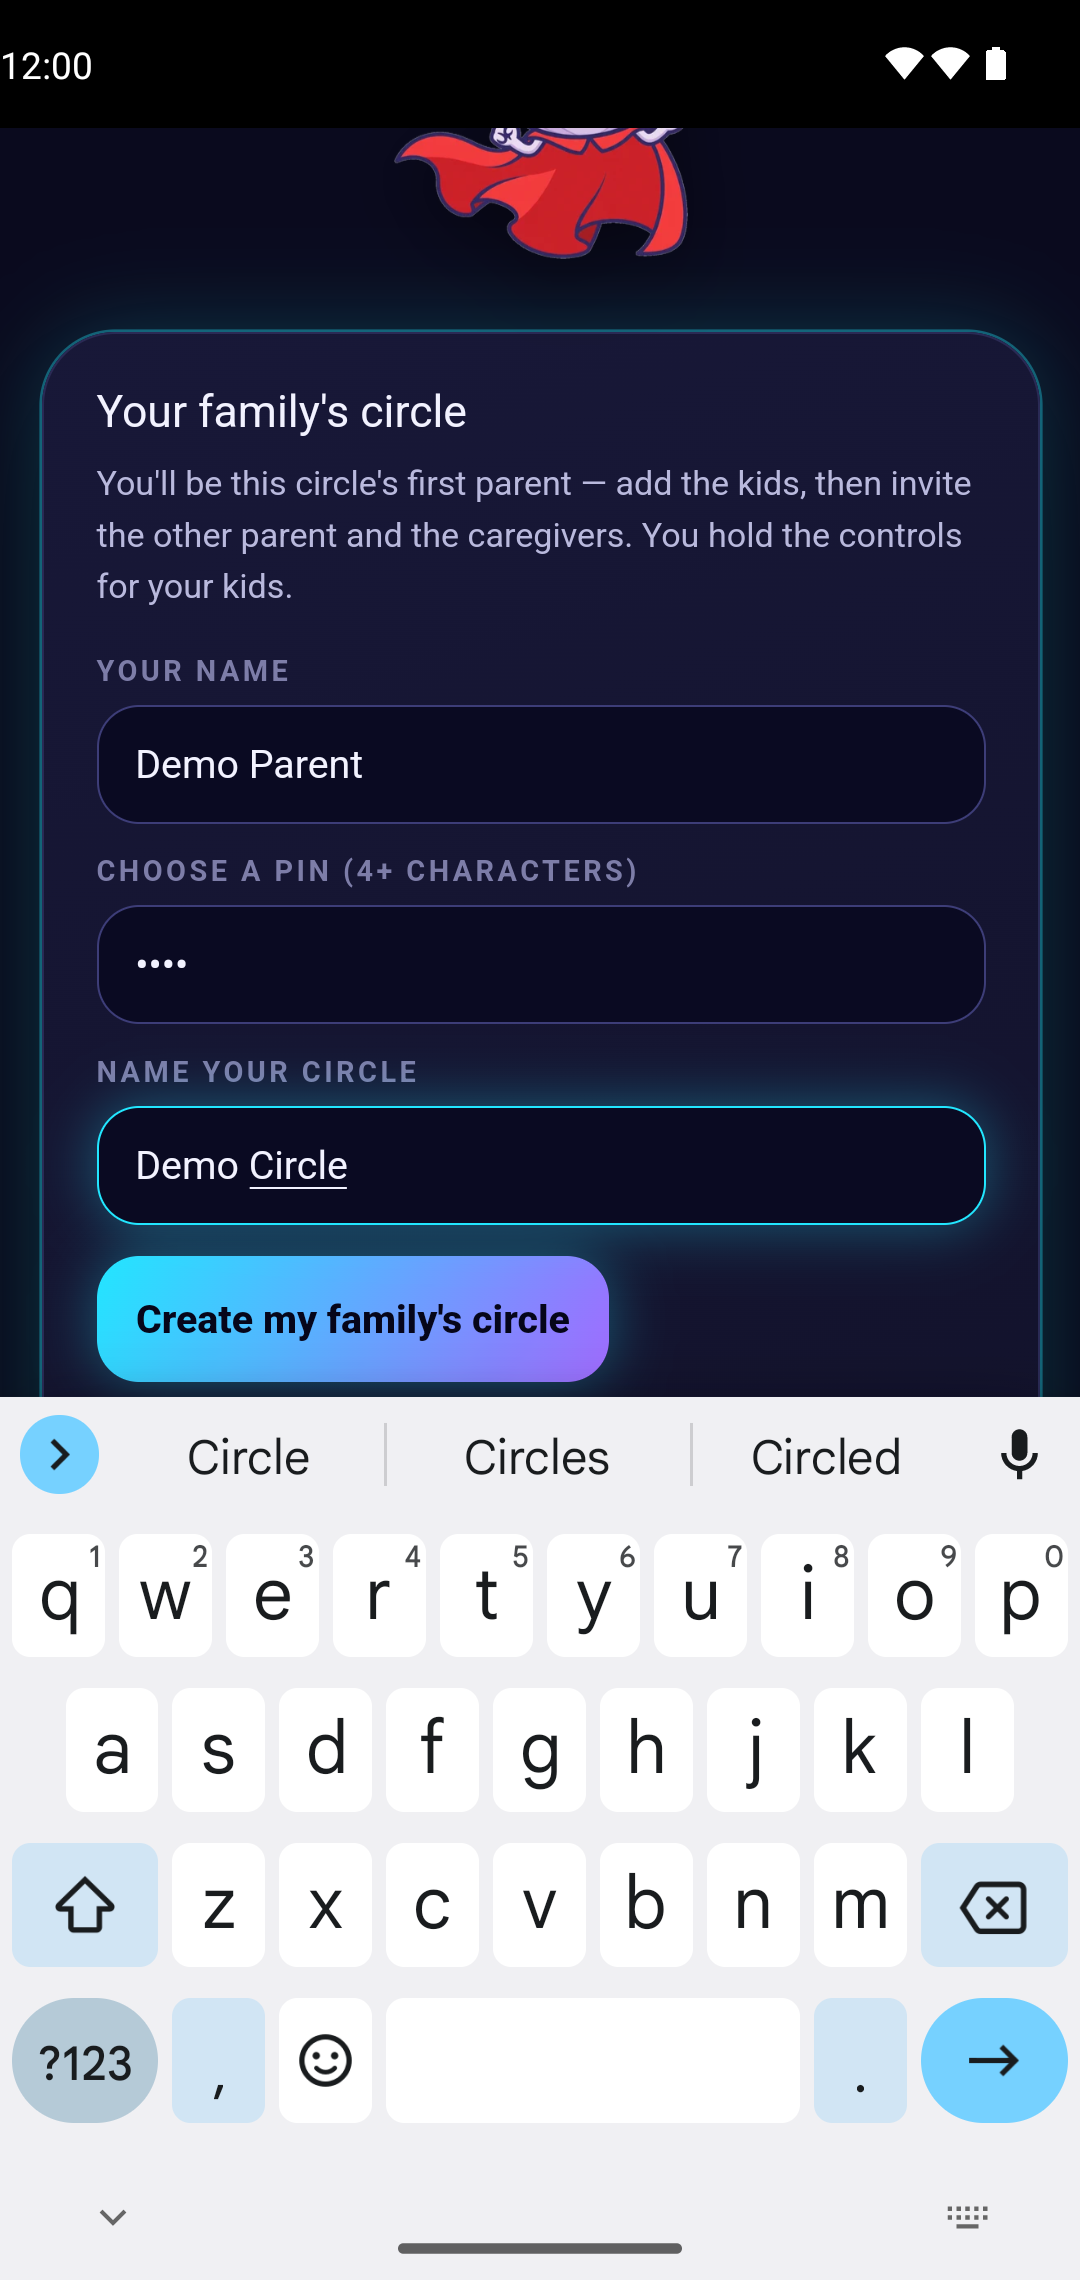 12:00
Your family's circle
You'll be this circle's first parent — add the kids, then invite
the other parent and the caregivers. You hold the controls
for your kids.
YOUR NAME
Demo Parent
CHOOSE A PIN (4+ CHARACTERS)
••••
NAME YOUR CIRCLE
Demo Circle
Create my family's circle
Circle Circles Circled
q1 w2 e3 r4 t5 y6 u7 i8 o9 p0
a s d f g h j k l
z x c v b n m
?123 , .